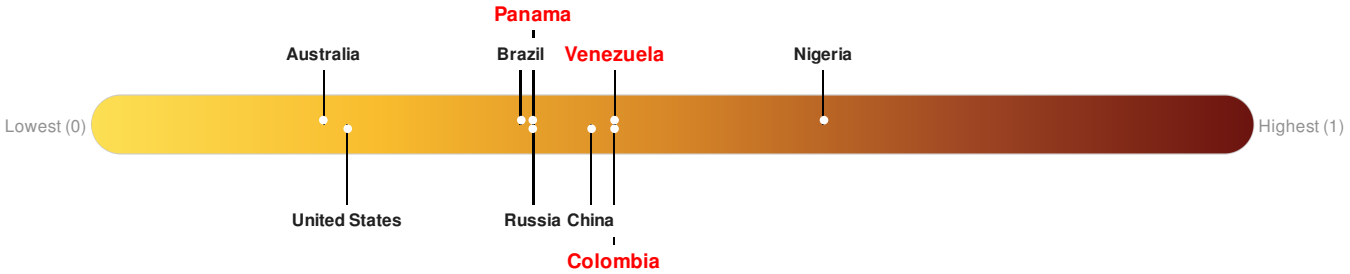 Panama
Australia
Brazil
Venezuela
Nigeria
Lowest (0)
Highest (1)
United States
Russia
China
Colombia